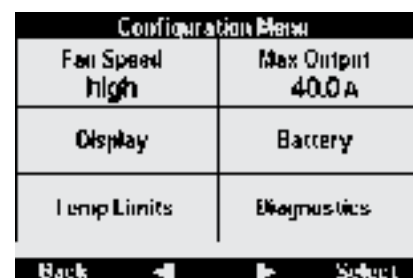 Configuration Menu
Fan Speed
high
Max Output
40.0 A
Display
Battery
Temp Limits
Diagnostics
Back ◀ ▶ Select